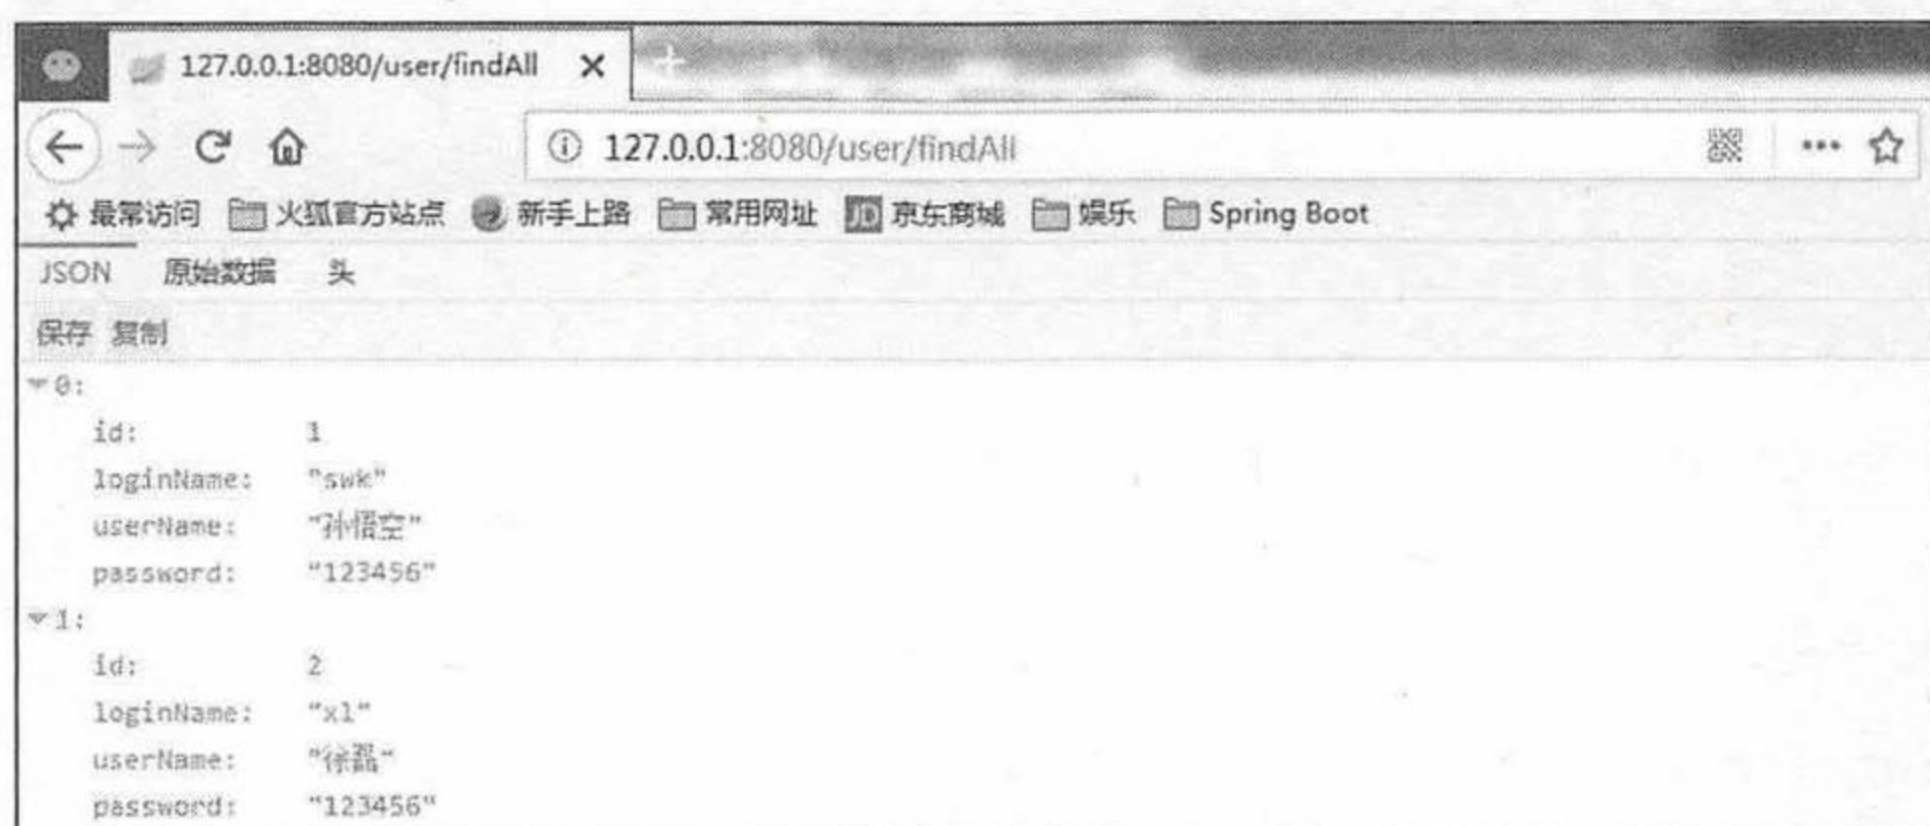 127.0.0.1:8080/user/findAll
127.0.0.1:8080/user/findAll
最常访问 火狐官方站点 新手上路 常用网址 JD 京东商城 娱乐 Spring Boot
JSON 原始数据 头
保存 复制
0:
id: 1
loginName: "swk"
userName: "孙悟空"
password: "123456"
1:
id: 2
loginName: "xl"
userName: "徐磊"
password: "123456"